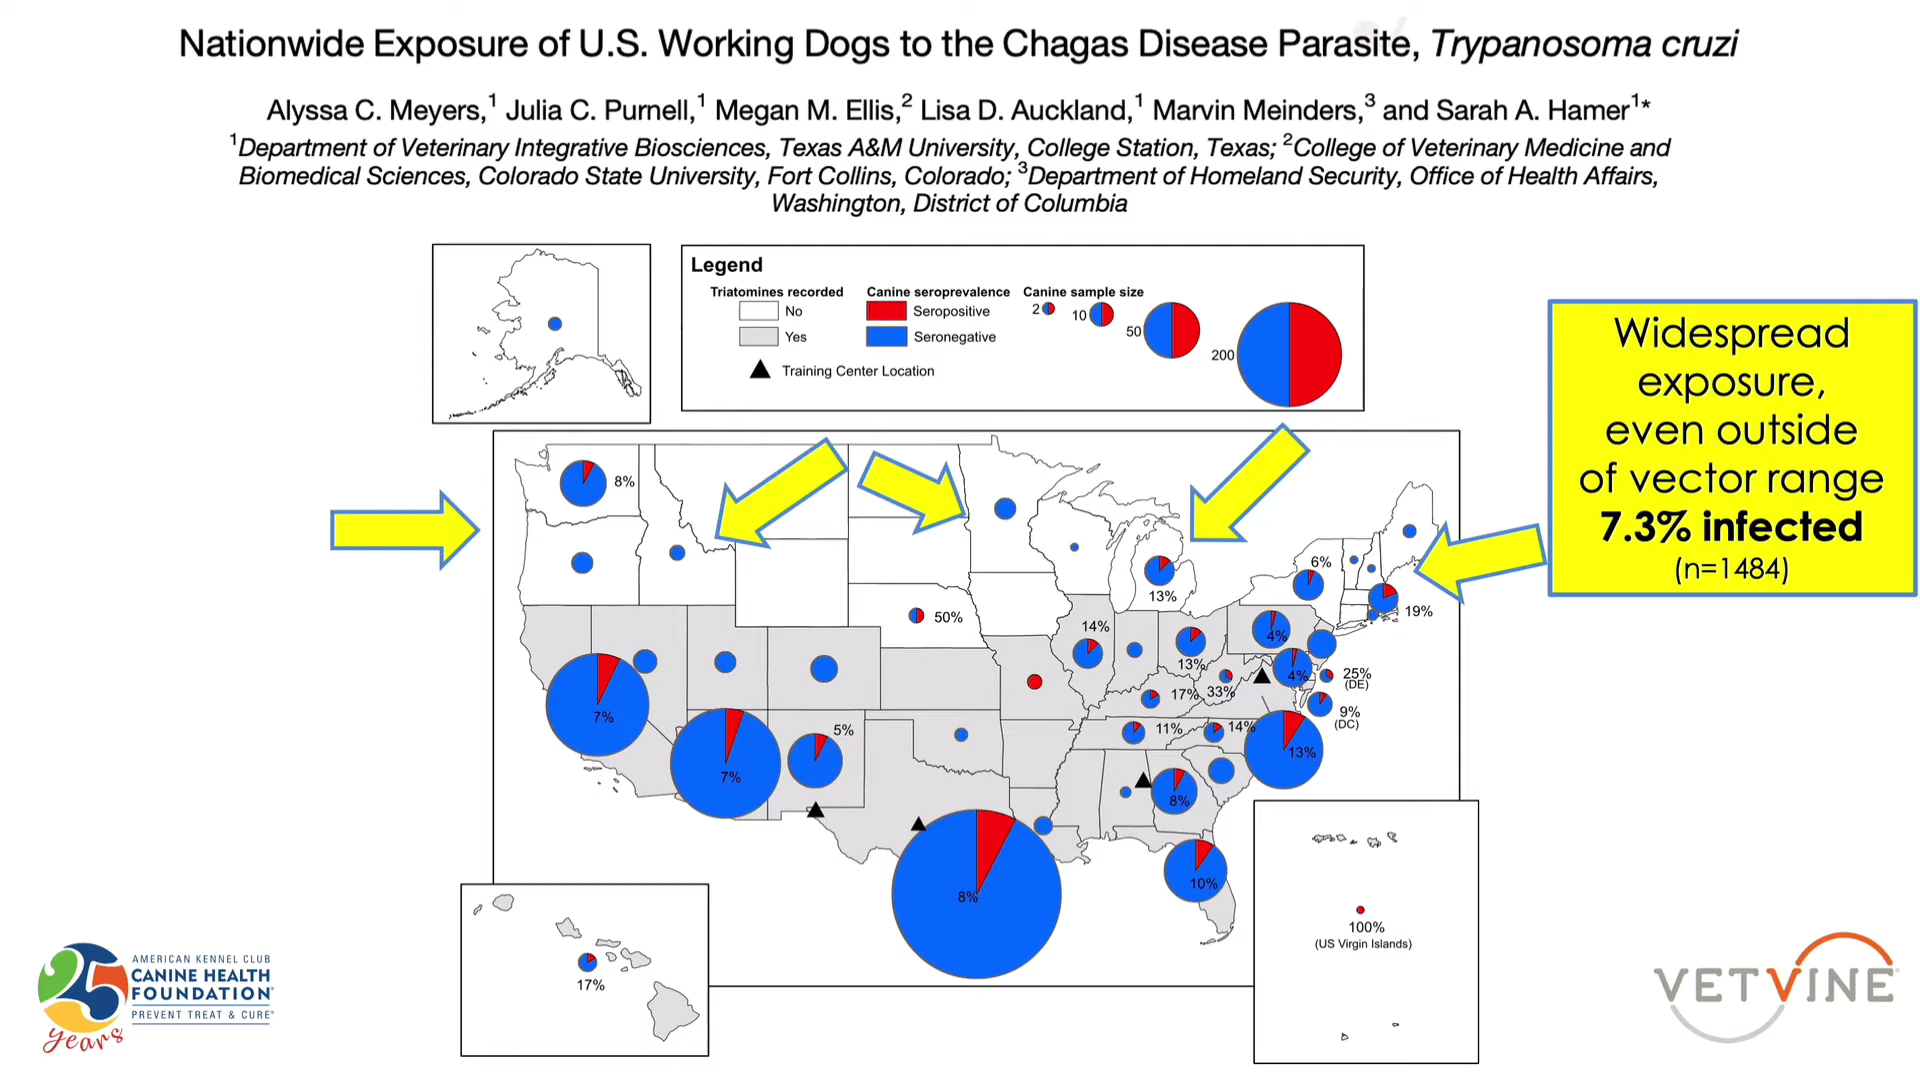 Nationwide Exposure of U.S. Working Dogs to the Chagas Disease Parasite, Trypanosoma cruzi
Alyssa C. Meyers,1 Julia C. Purnell,1 Megan M. Ellis,2 Lisa D. Auckland,1 Marvin Meinders,3 and Sarah A. Hamer1*
1Department of Veterinary Integrative Biosciences, Texas A&M University, College Station, Texas; 2College of Veterinary Medicine and
Biomedical Sciences, Colorado State University, Fort Collins, Colorado; 3Department of Homeland Security, Office of Health Affairs,
Washington, District of Columbia
Legend
Triatomines recorded
No
Yes
Training Center Location
Canine seroprevalence
Seropositive
Seronegative
Canine sample size
2
10
50
200
Widespread
exposure,
even outside
of vector range
7.3% infected
(n=1484)
8%
6%
13%
50%
19%
14%
4%
13%
25%
(DE)
4%
17%
33%
9%
(DC)
7%
11%
14%
5%
13%
7%
8%
10%
8%
100%
(US Virgin Islands)
17%
25
years
AMERICAN KENNEL CLUB
CANINE HEALTH
FOUNDATION®
PREVENT TREAT & CURE®
VETVINE®